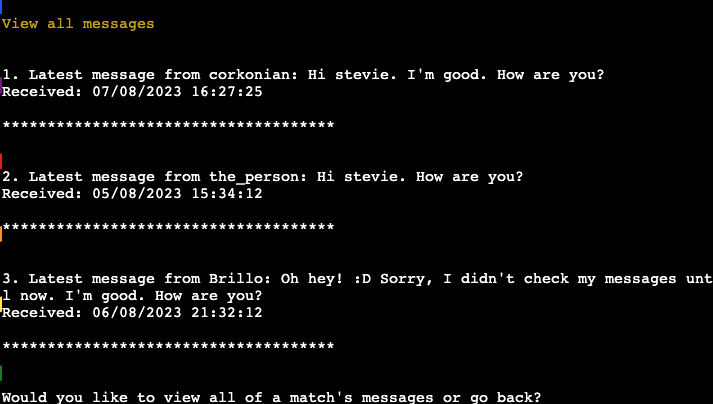 View all messages
1. Latest message from corkonian: Hi stevie. I'm good. How are you?
Received: 07/08/2023 16:27:25
*************************************
2. Latest message from the_person: Hi stevie. How are you?
Received: 05/08/2023 15:34:12
*************************************
3. Latest message from Brillo: Oh hey! :D Sorry, I didn't check my messages unt
l now. I'm good. How are you?
Received: 06/08/2023 21:32:12
*************************************
Would you like to view all of a match's messages or go back?